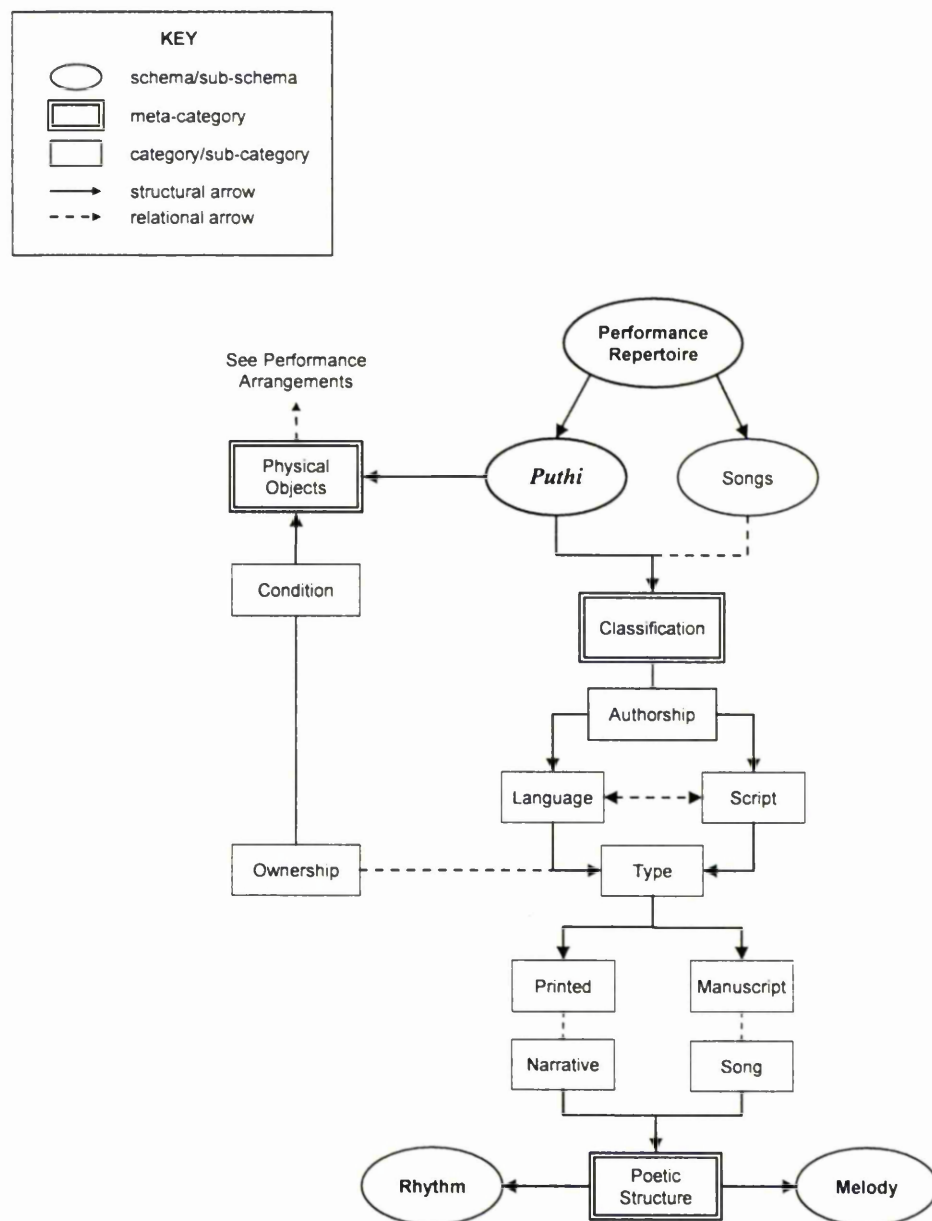 KEY
schema/sub-schema
meta-category
category/sub-category
structural arrow
relational arrow
Performance
Repertoire
See Performance
Arrangements
Physical
Objects
Puthi
Songs
Condition
Classification
Authorship
Language
Script
Ownership
Type
Printed
Manuscript
Narrative
Song
Rhythm
Poetic
Structure
Melody